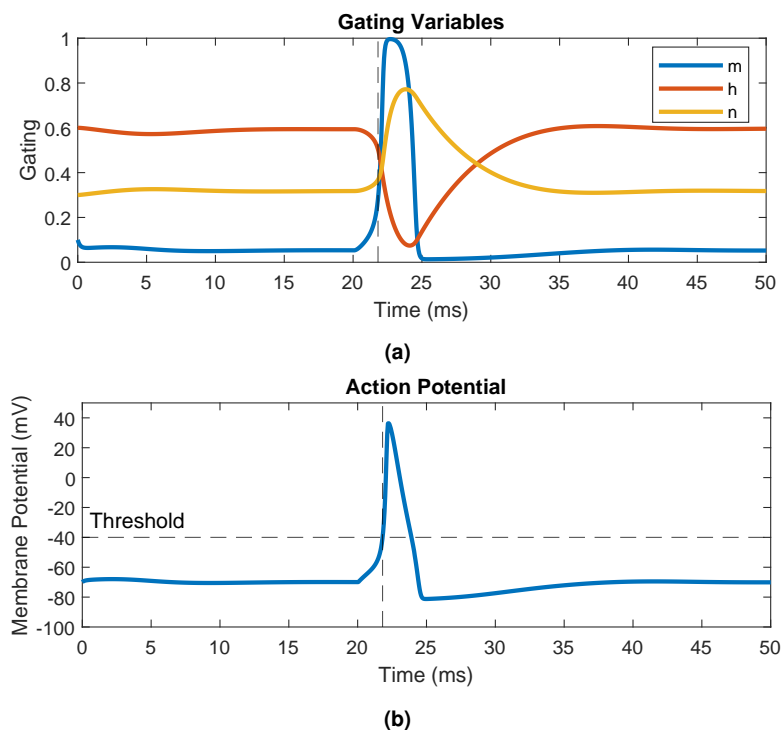 Gating Variables
1
0.8
0.6
0.4
0.2
0
Gating
m
h
n
0 5 10 15 20 25 30 35 40 45 50
Time (ms)
(a)
Action Potential
40
20
0
-20
-40
-60
-80
-100
Membrane Potential (mV)
Threshold
0 5 10 15 20 25 30 35 40 45 50
Time (ms)
(b)